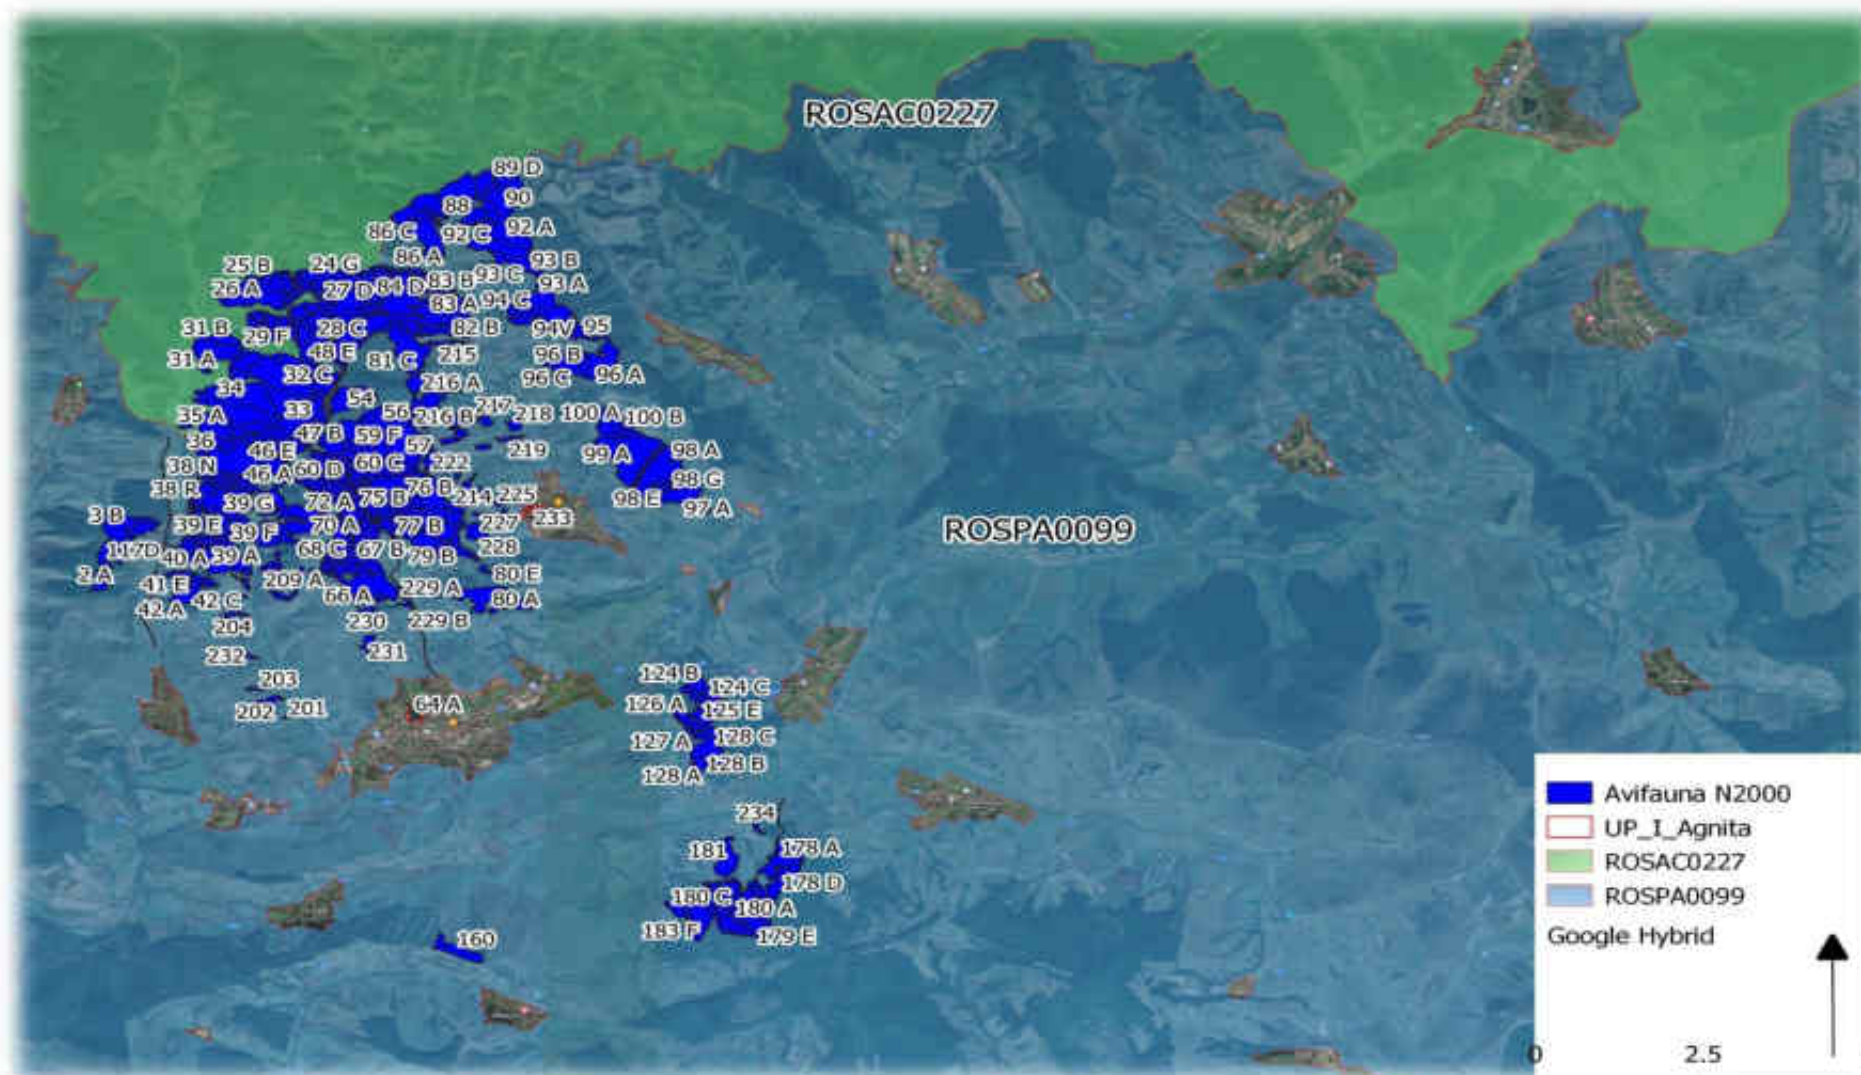 ROSAC0227
89 D
88
90
86 C
92 C
92 A
86 A
25 B
24 G
93 B
26 A
27 D
84 D
83 B
93 C
93 A
83 A
94 C
31 B
29 F
28 C
82 B
94V
95
31 A
48 E
81 C
215
96 B
34
32 C
216 A
96 C
96 A
35 A
33
54
56
216 B
217
218
100 A
100 B
36
47 B
59 F
57
219
99 A
98 A
46 E
38 N
46 A
60 D
60 C
222
98 G
38 R
39 G
72 A
75 B
76 B
214
225
98 E
97 A
3 B
39 E
39 F
70 A
77 B
227
233
ROSPA0099
117D
40 A
39 A
68 C
67 B
79 B
228
2 A
41 E
209 A
80 E
42 A
42 C
66 A
229 A
80 A
204
230
229 B
232
231
203
124 B
124 C
202
201
64 A
126 A
125 E
127 A
128 C
128 A
128 B
234
181
178 A
180 C
178 D
180 A
183 F
179 E
160
Avifauna N2000
UP_I_Agnita
ROSAC0227
ROSPA0099
Google Hybrid
0
2.5